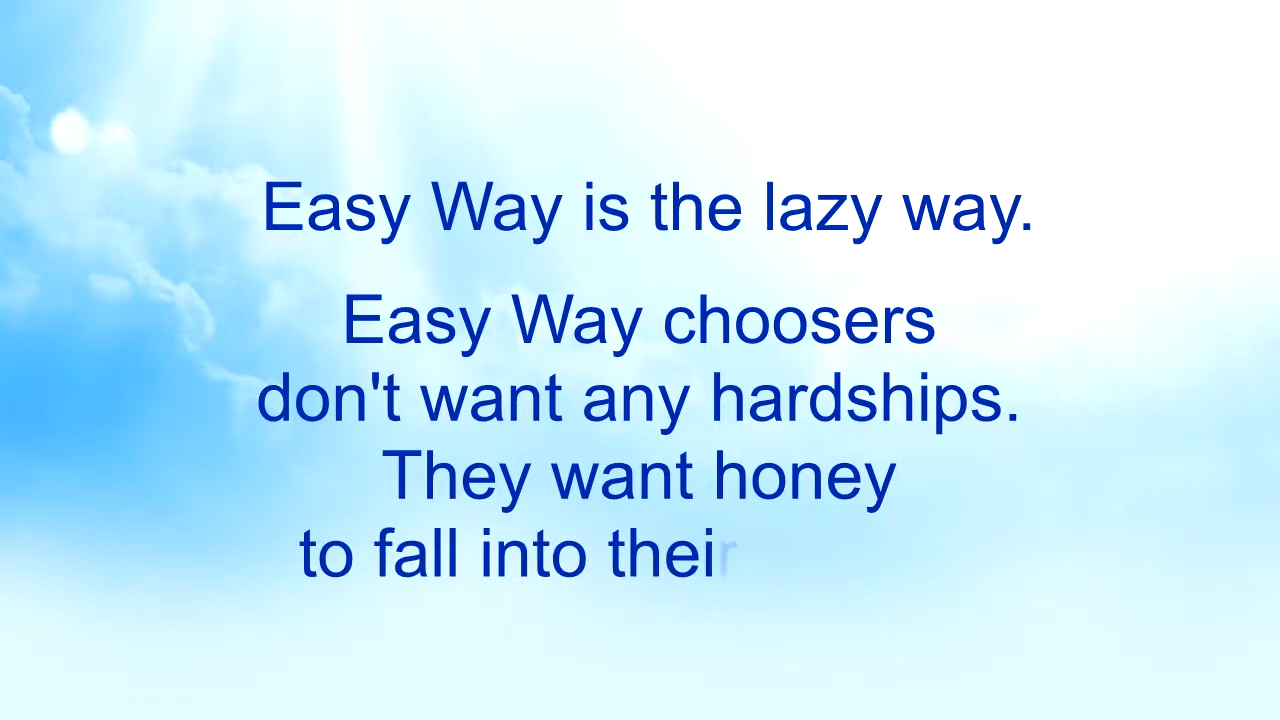 Easy Way is the lazy way.
Easy Way choosers
don't want any hardships.
They want honey
to fall into their